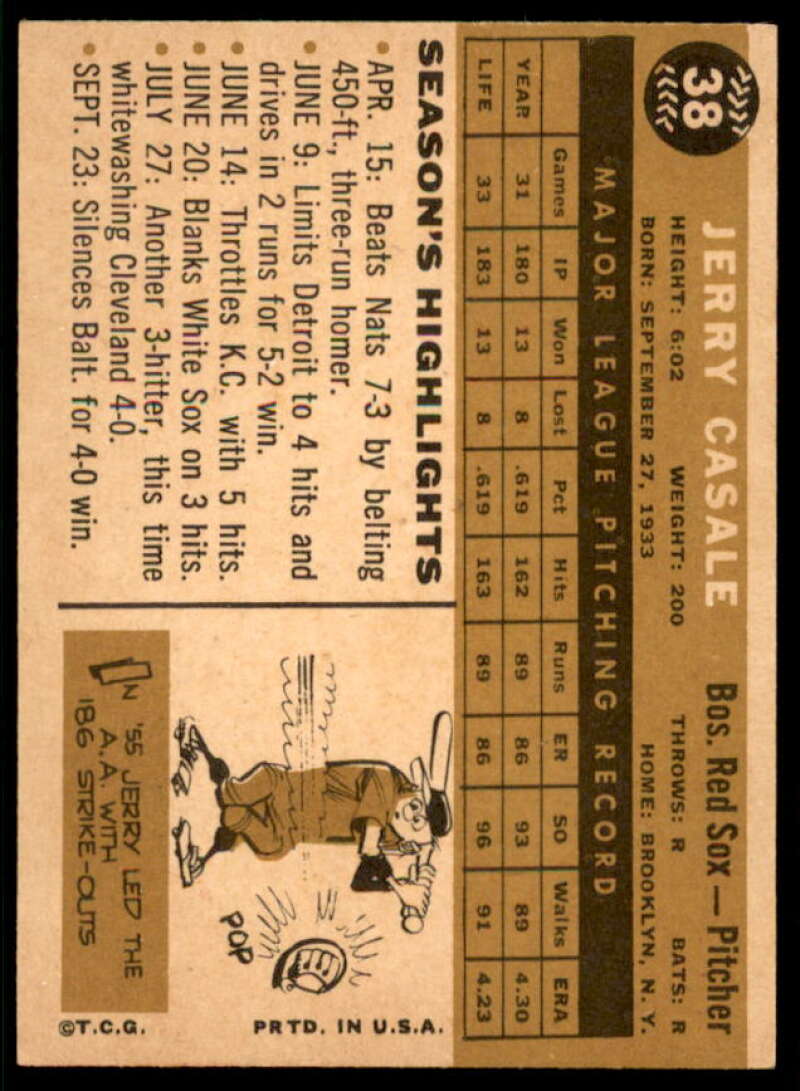 38
JERRY CASALE Bos. Red Sox — Pitcher
HEIGHT: 6:02 WEIGHT: 200 THROWS: R BATS: R
BORN: SEPTEMBER 27, 1933 HOME: BROOKLYN, N. Y.
MAJOR LEAGUE PITCHING RECORD
Games IP Won Lost Pct Hits Runs ER SO Walks ERA
YEAR 31 180 13 8 .619 162 89 86 93 89 4.30
LIFE 33 183 13 8 .619 163 89 86 96 91 4.23
SEASON'S HIGHLIGHTS
• APR. 15: Beats Nats 7-3 by belting
450-ft., three-run homer.
• JUNE 9: Limits Detroit to 4 hits and
drives in 2 runs for 5-2 win.
• JUNE 14: Throttles K.C. with 5 hits.
• JUNE 20: Blanks White Sox on 3 hits.
• JULY 27: Another 3-hitter, this time
whitewashing Cleveland 4-0.
• SEPT. 23: Silences Balt. for 4-0 win.
POP
IN '55 JERRY LED THE
A.A. WITH
186 STRIKE-OUTS
©T.C.G. PRTD. IN U.S.A.